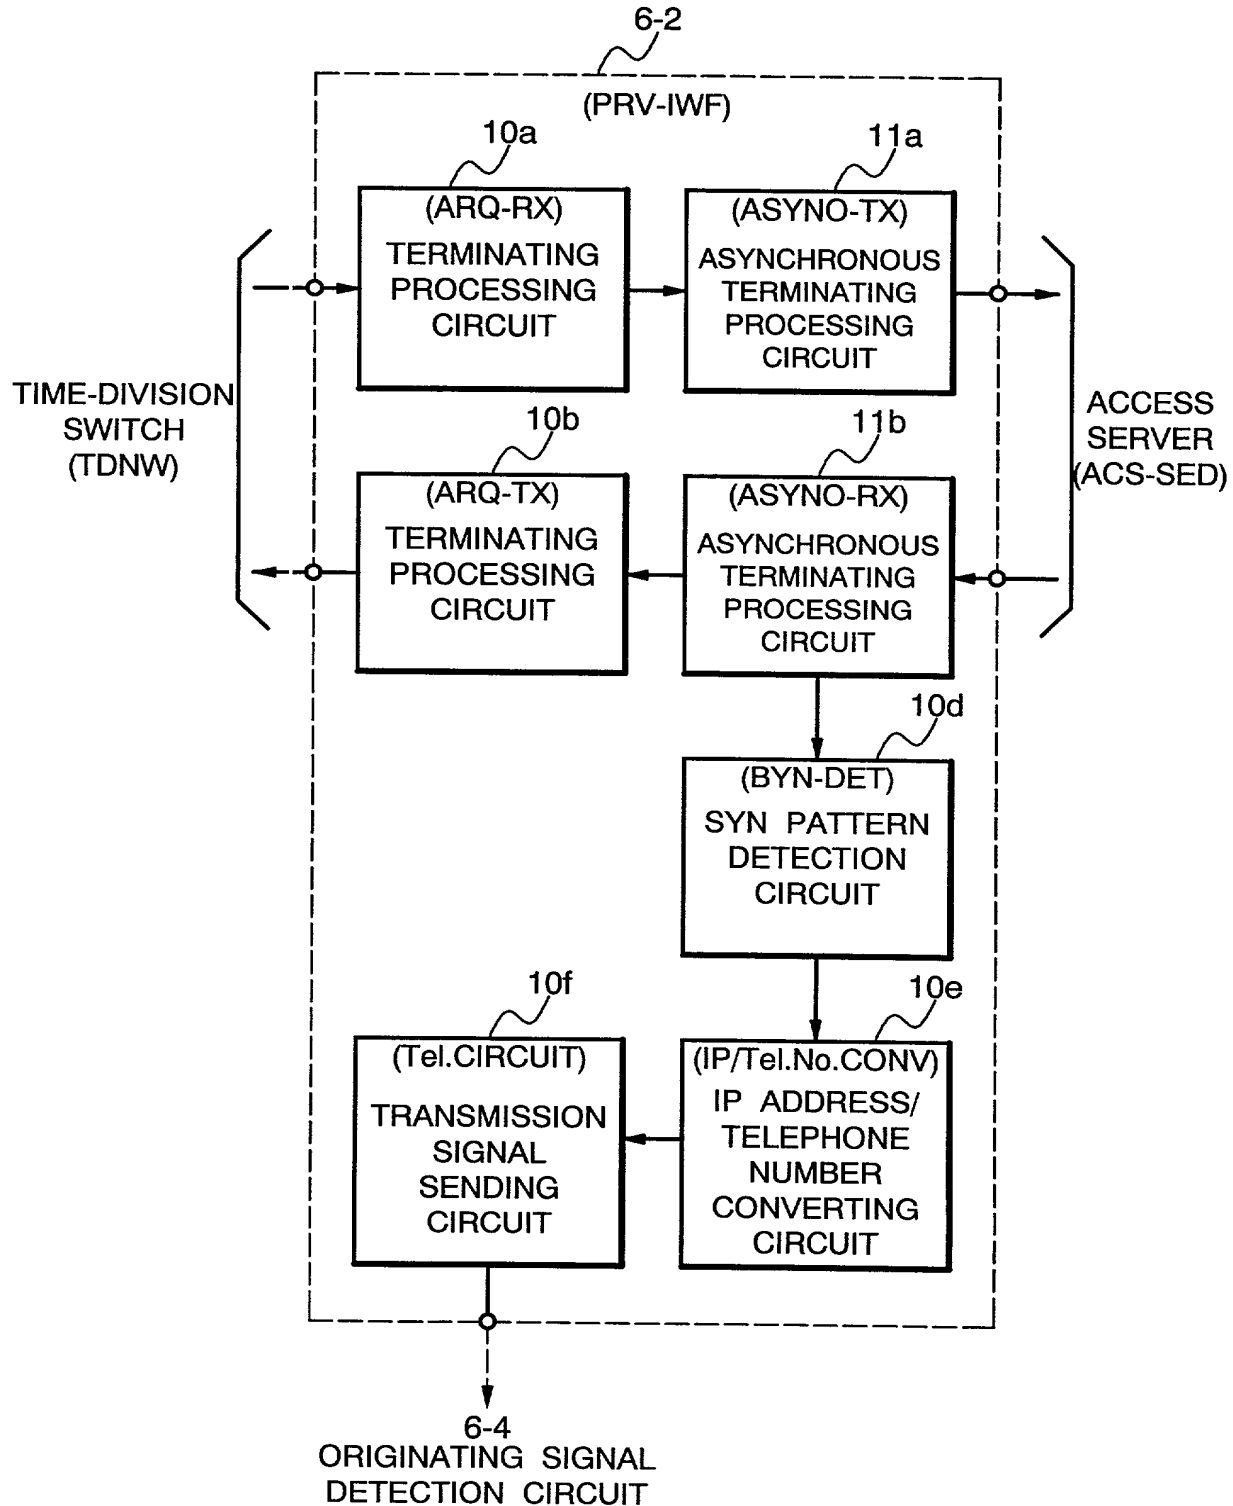 6-2
(PRV-IWF)
10a
11a
(ARQ-RX)
TERMINATING
PROCESSING
CIRCUIT
(ASYNO-TX)
ASYNCHRONOUS
TERMINATING
PROCESSING
CIRCUIT
TIME-DIVISION
SWITCH
(TDNW)
ACCESS
SERVER
(ACS-SED)
10b
11b
(ARQ-TX)
TERMINATING
PROCESSING
CIRCUIT
(ASYNO-RX)
ASYNCHRONOUS
TERMINATING
PROCESSING
CIRCUIT
10d
(BYN-DET)
SYN PATTERN
DETECTION
CIRCUIT
10f
10e
(Tel.CIRCUIT)
TRANSMISSION
SIGNAL
SENDING
CIRCUIT
(IP/Tel.No.CONV)
IP ADDRESS/
TELEPHONE
NUMBER
CONVERTING
CIRCUIT
6-4
ORIGINATING SIGNAL
DETECTION CIRCUIT